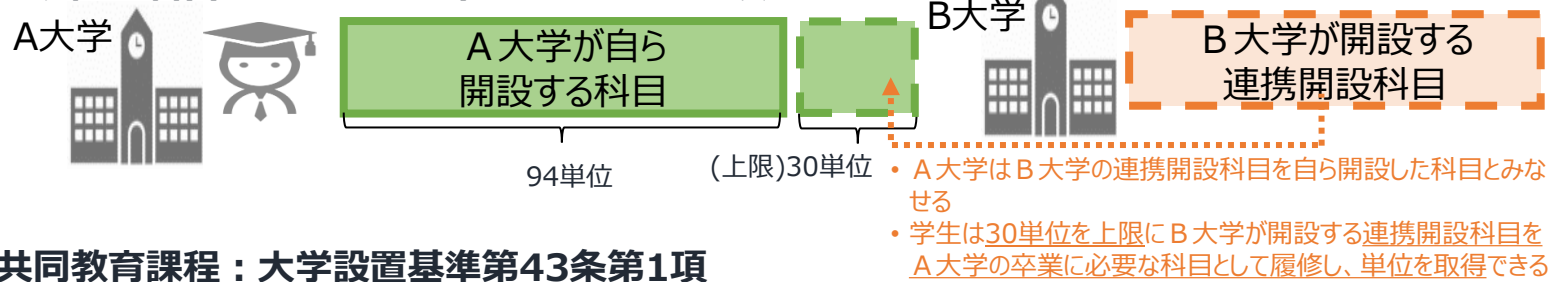 A大学
A大学が自ら
開設する科目
B大学
B大学が開設する
連携開設科目
94単位
(上限)30単位
• A大学はB大学の連携開設科目を自ら開設した科目とみな
せる
• 学生は30単位を上限にB大学が開設する連携開設科目を
A大学の卒業に必要な科目として履修し、単位を取得できる
共同教育課程：大学設置基準第43条第1項